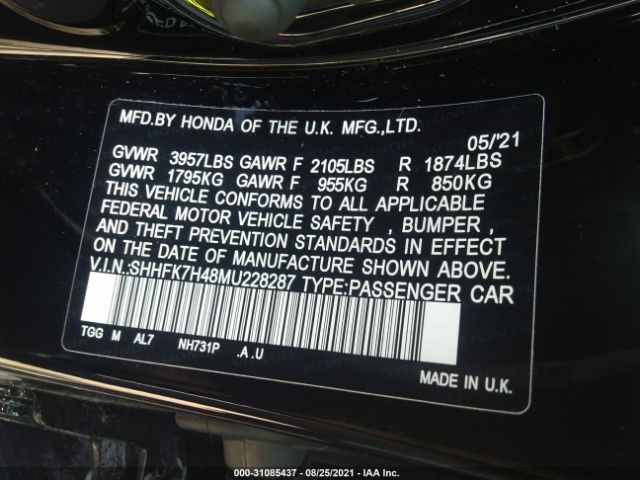 MFD.BY HONDA OF THE U.K. MFG.,LTD.
05/'21
GVWR 3957LBS GAWR F 2105LBS R 1874LBS
GVWR 1795KG GAWR F 955KG R 850KG
THIS VEHICLE CONFORMS TO ALL APPLICABLE
FEDERAL MOTOR VEHICLE SAFETY , BUMPER ,
AND THEFT PREVENTION STANDARDS IN EFFECT
ON THE DATE OF MANUFACTURE SHOWN ABOVE.
V.I.N.:SHHFK7H48MU228287 TYPE:PASSENGER CAR
TGG M AL7 NH731P .A .U
MADE IN U.K.
000-31085437 - 08/25/2021 - IAA Inc.